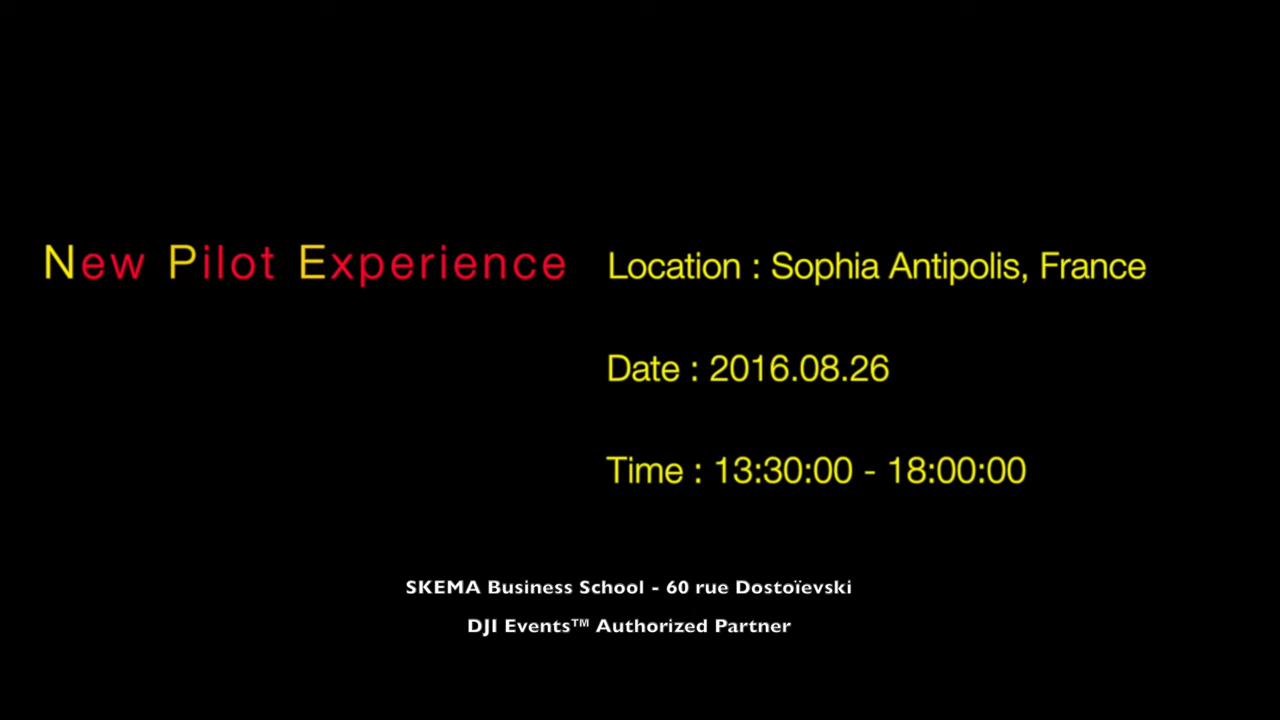 New Pilot Experience
Location : Sophia Antipolis, France
Date : 2016.08.26
Time : 13:30:00 - 18:00:00
SKEMA Business School - 60 rue Dostoïevski
DJI Events™ Authorized Partner